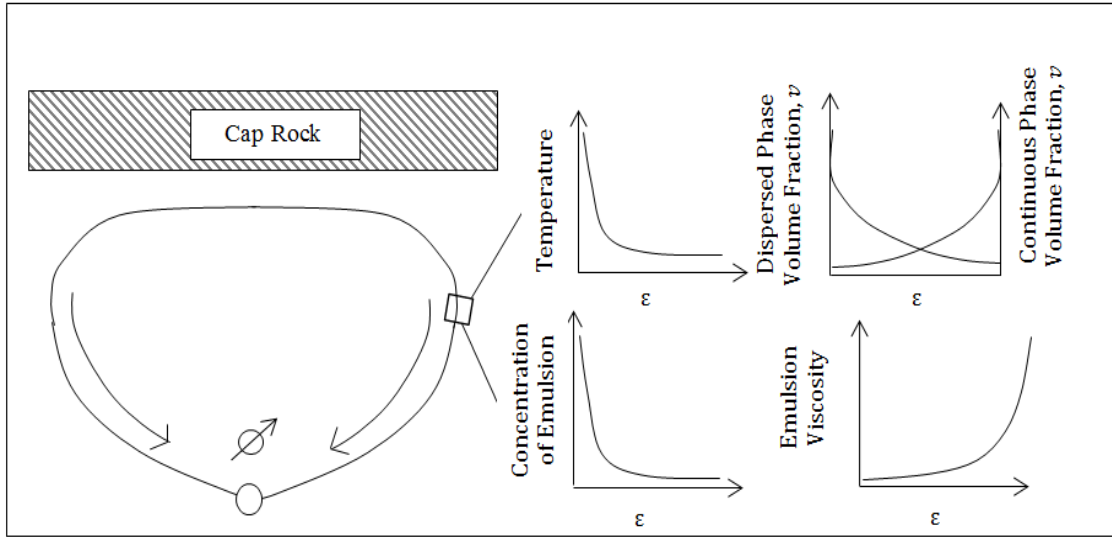 Cap Rock
Temperature
ε
Dispersed Phase
Volume Fraction, v
Continuous Phase
Volume Fraction, v
ε
Concentration
of Emulsion
ε
Emulsion
Viscosity
ε